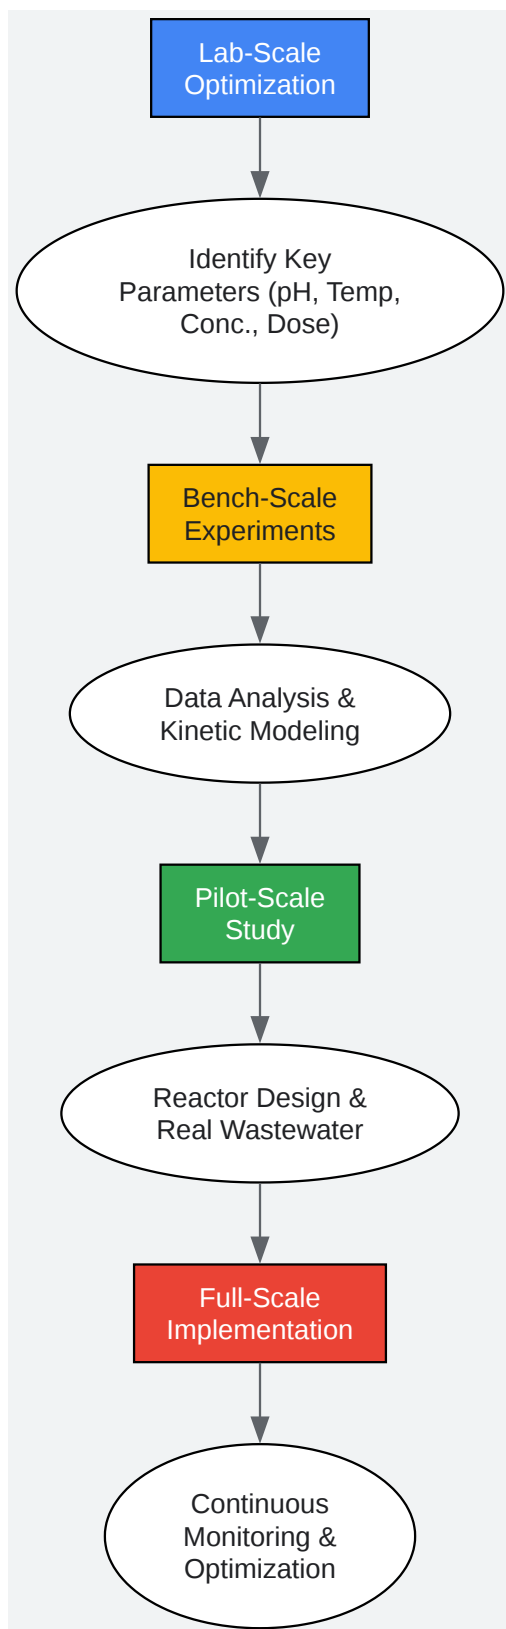 Lab-Scale
Optimization
Identify Key
Parameters (pH, Temp,
Conc., Dose)
Bench-Scale
Experiments
Data Analysis &
Kinetic Modeling
Pilot-Scale
Study
Reactor Design &
Real Wastewater
Full-Scale
Implementation
Continuous
Monitoring &
Optimization